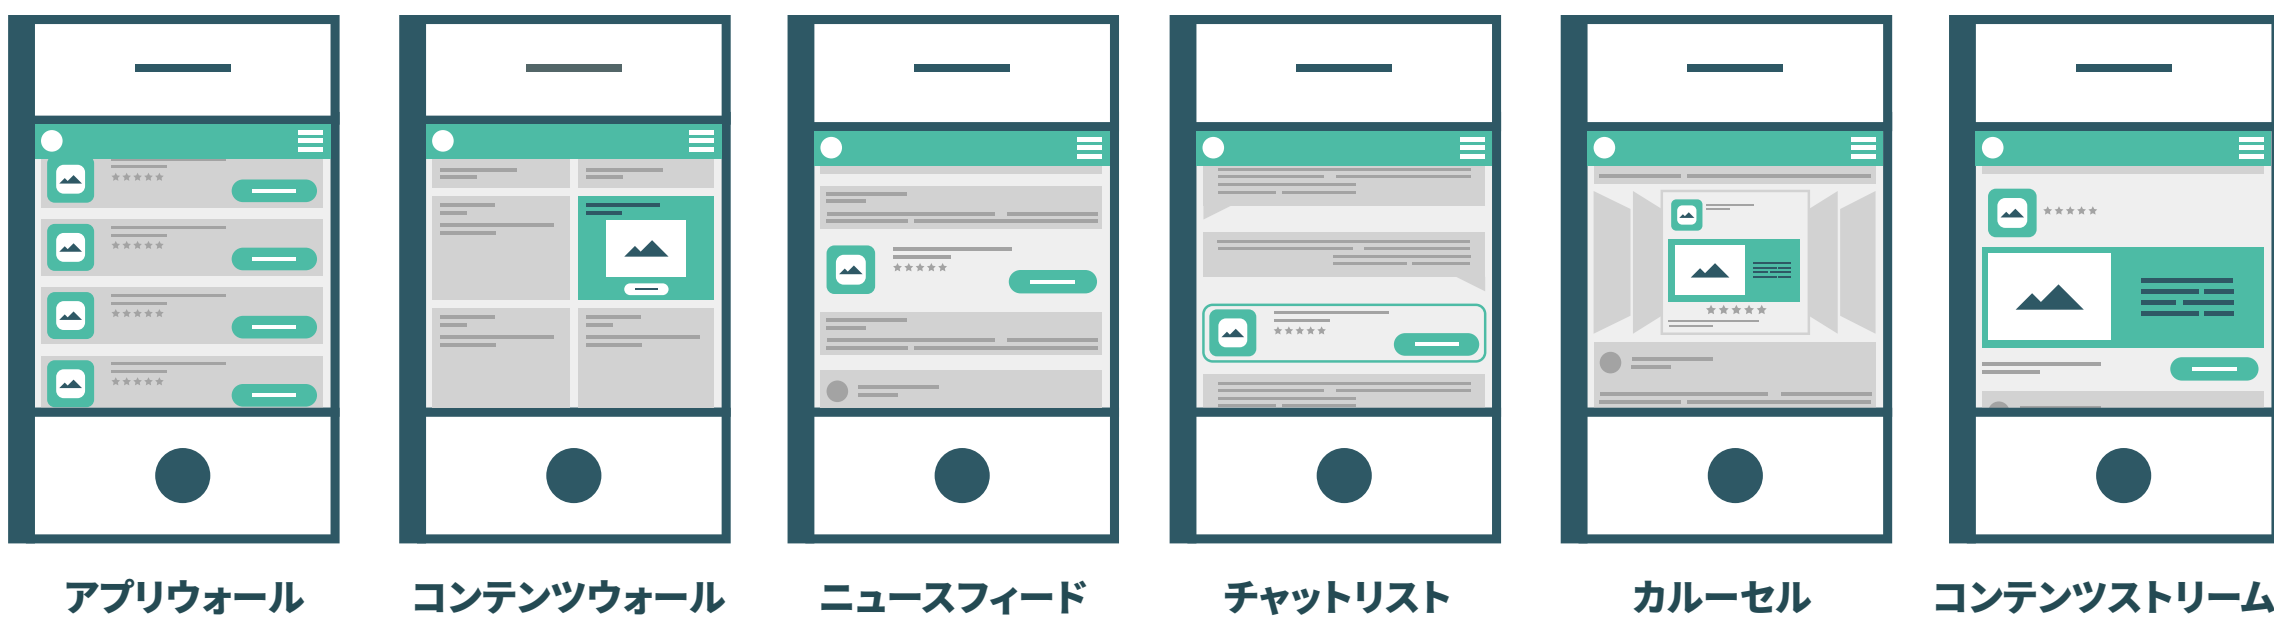 アプリウォール
コンテンツウォール
ニュースフィード
チャットリスト
カルーセル
コンテンツストリーム